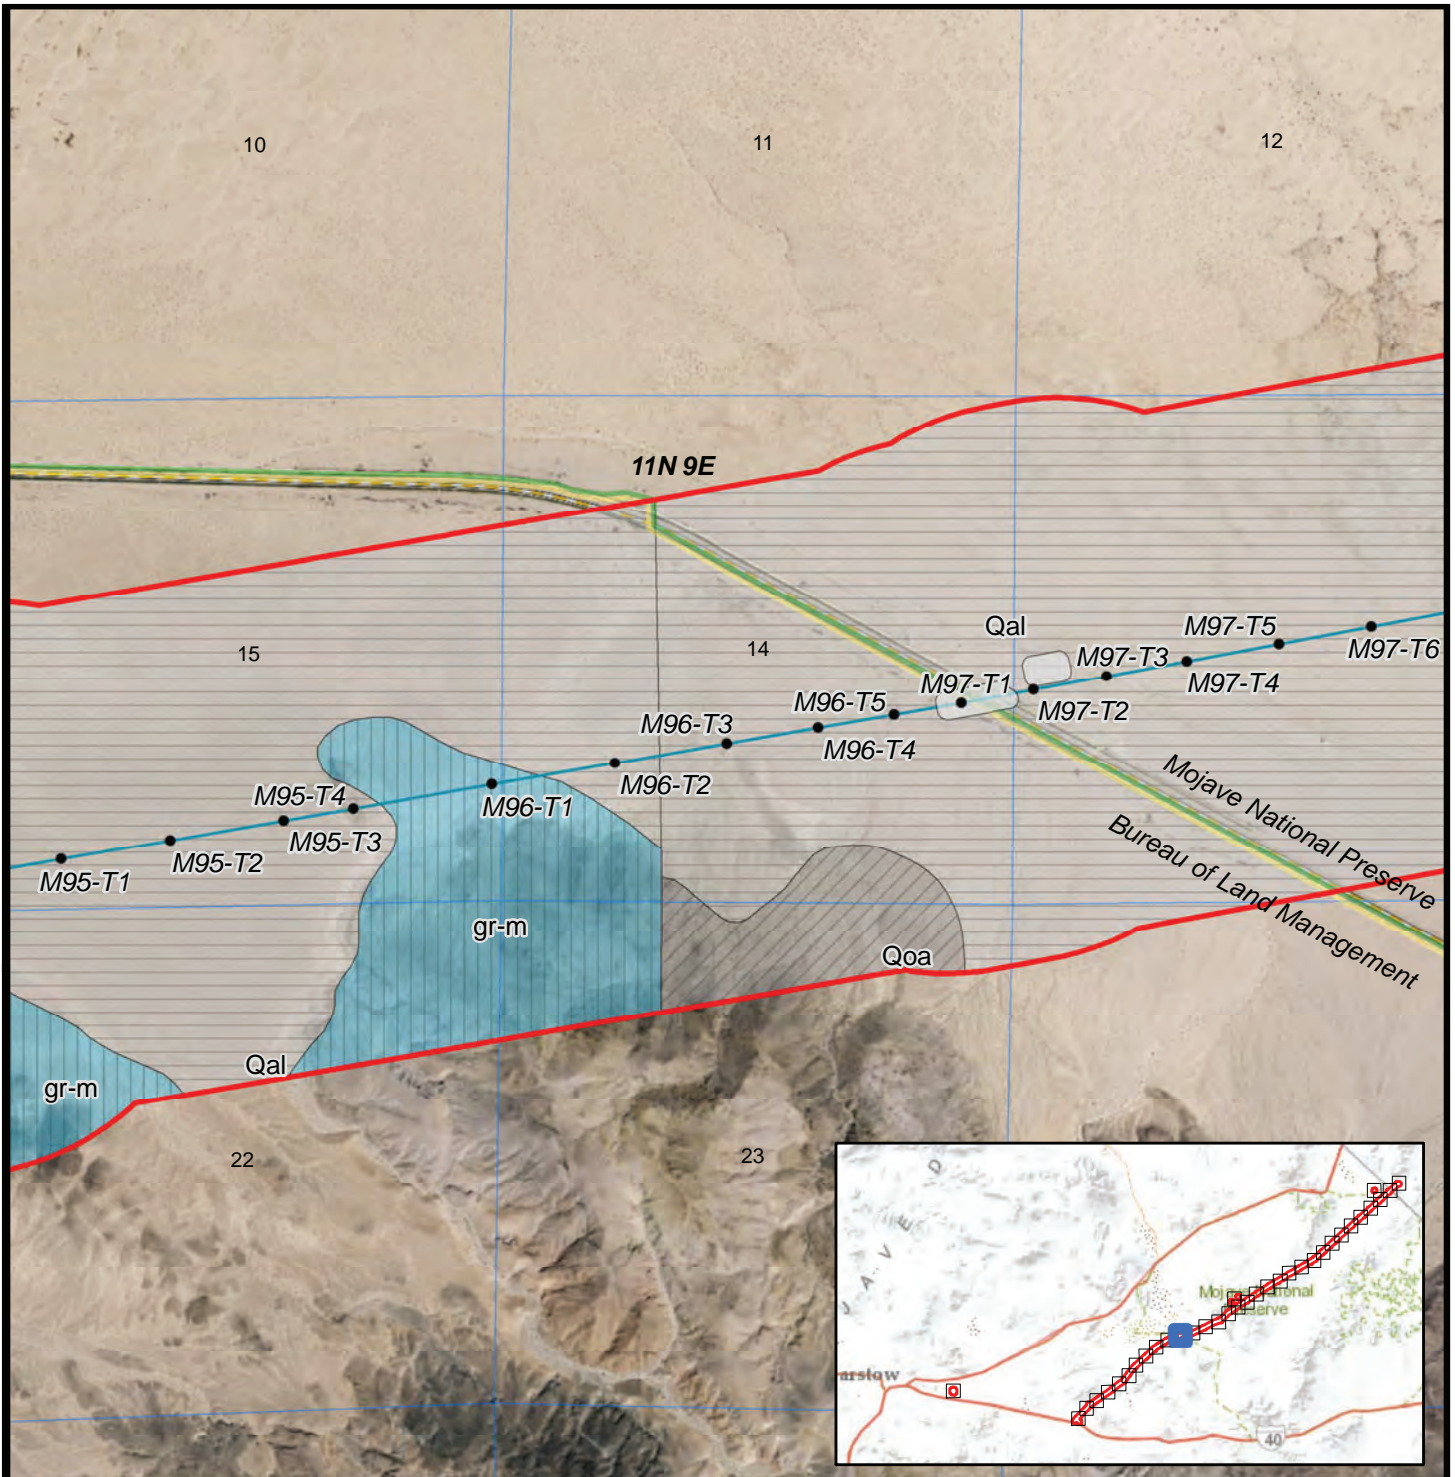 10
11
12
11N 9E
15
14
Qal
M97-T5
M97-T6
M97-T3
M97-T4
M97-T1
M97-T2
M96-T5
M96-T4
M96-T3
M96-T2
M96-T1
M95-T4
M95-T3
M95-T2
M95-T1
Mojave National Preserve
Bureau of Land Management
gr-m
Qoa
Qal
gr-m
22
23
J A V E D
arstow
40